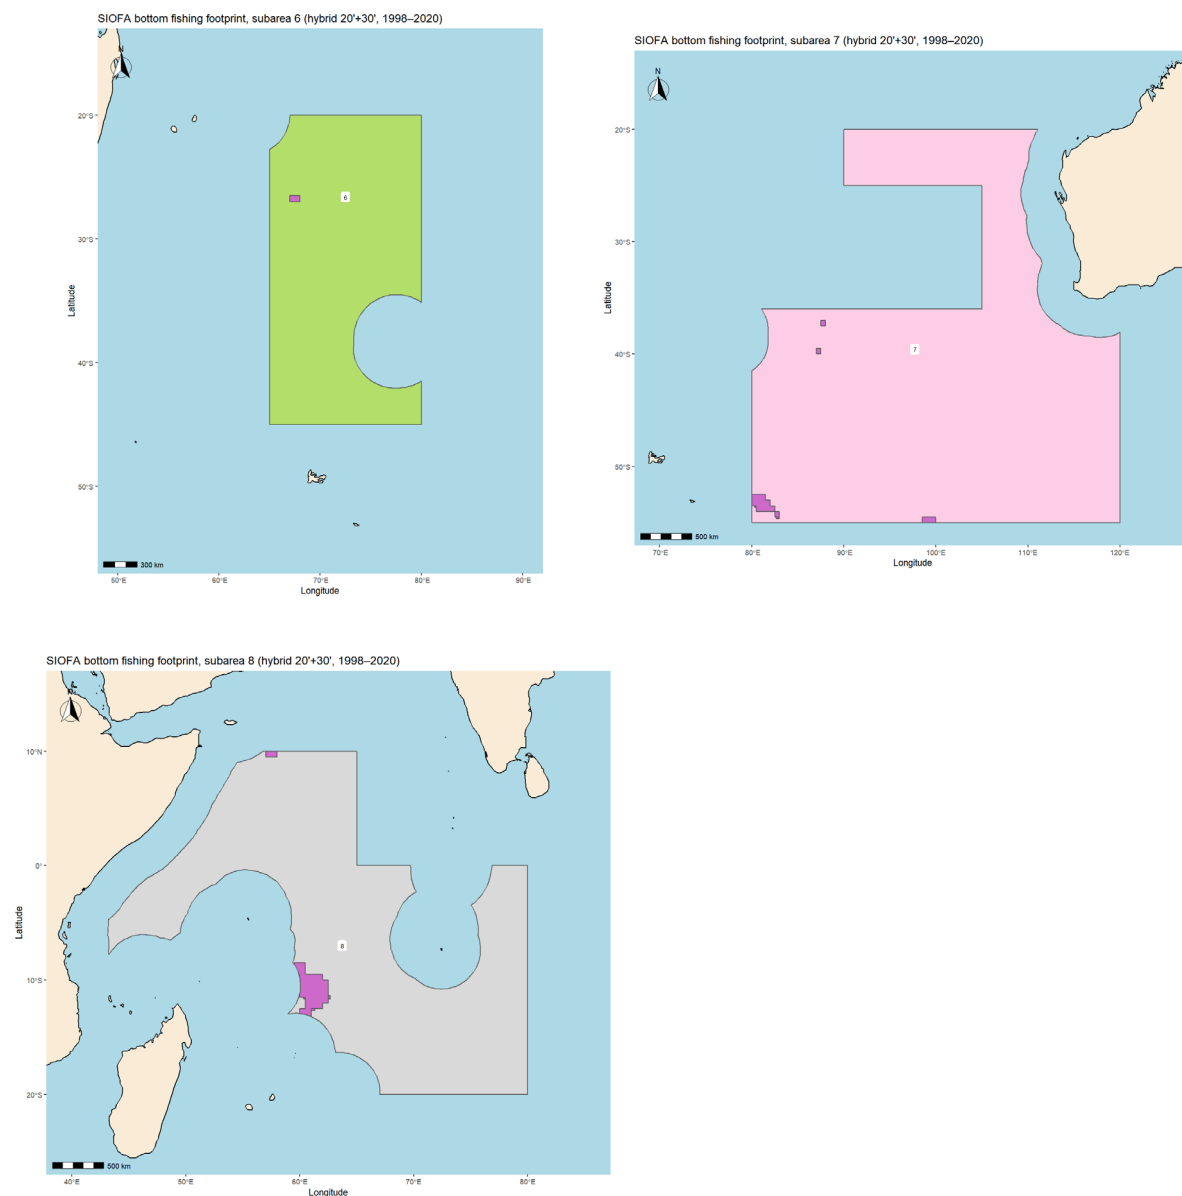 SIOFA bottom fishing footprint, subarea 6 (hybrid 20'+30', 1998–2020)
N
20°S
30°S
40°S
50°S
Latitude
6
300 km
50°E
60°E
70°E
80°E
90°E
Longitude
SIOFA bottom fishing footprint, subarea 7 (hybrid 20'+30', 1998–2020)
N
20°S
30°S
40°S
50°S
Latitude
7
500 km
70°E
80°E
90°E
100°E
110°E
120°E
Longitude
SIOFA bottom fishing footprint, subarea 8 (hybrid 20'+30', 1998–2020)
N
10°N
0°
10°S
20°S
Latitude
8
500 km
40°E
50°E
60°E
70°E
80°E
Longitude